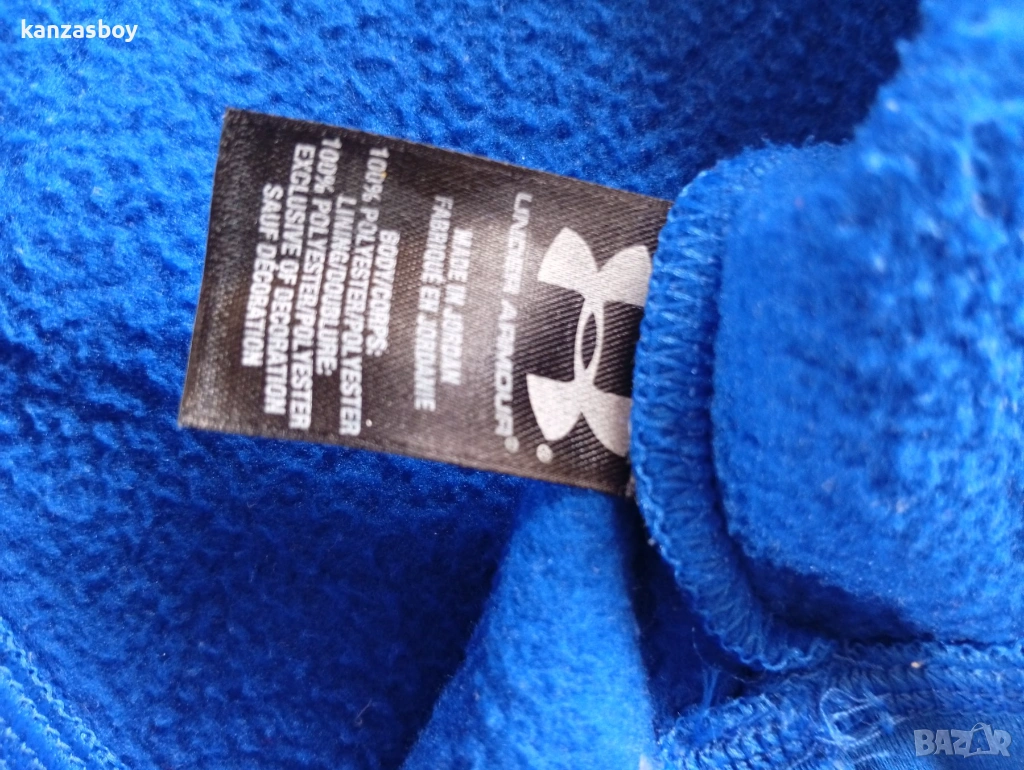 kanzasboy
UNDER ARMOUR®
®
MADE IN JORDAN
FABRIQUÉ EN JORDANIE
BODY/CORPS:
100% POLYESTER/POLYESTER
LINING/DOUBLURE:
100% POLYESTER/POLYESTER
EXCLUSIVE OF DECORATION
SAUF DÉCORATION
BAZAR